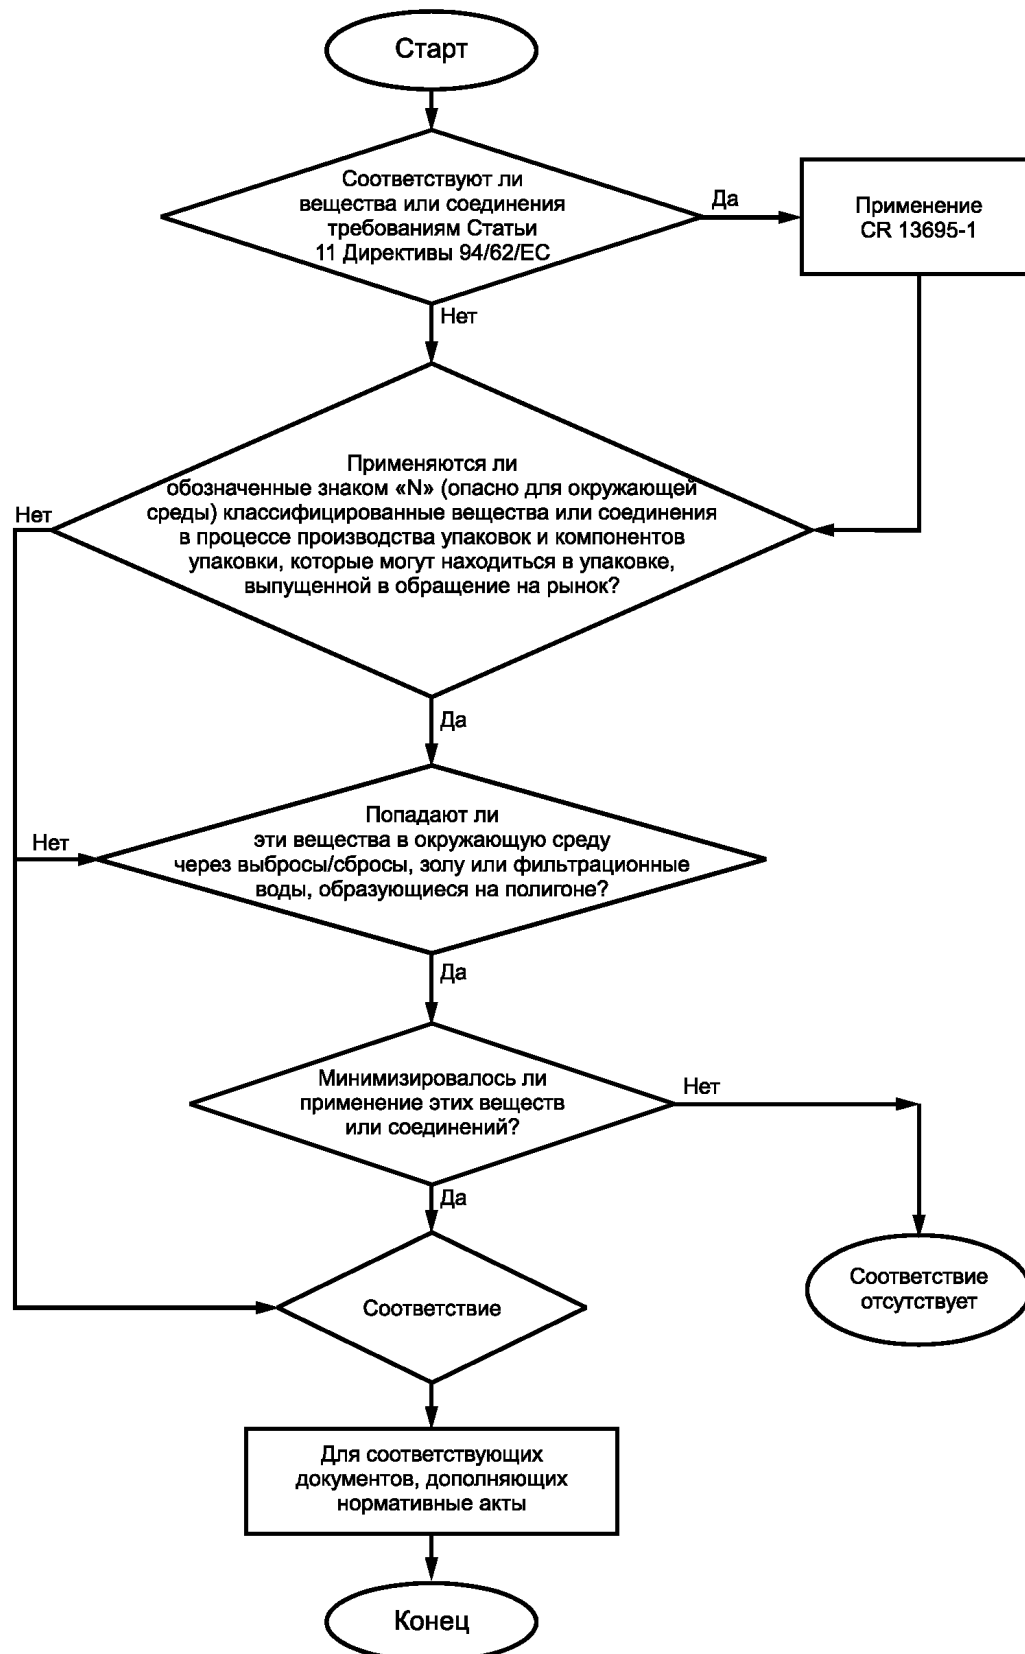 Старт
Соответствуют ли
вещества или соединения
требованиям Статьи
11 Директивы 94/62/ЕС
Да
Применение
CR 13695-1
Нет
Применяются ли
обозначенные знаком «N» (опасно для окружающей
среды) классифицированные вещества или соединения
в процессе производства упаковок и компонентов
упаковки, которые могут находиться в упаковке,
выпущенной в обращение на рынок?
Нет
Да
Попадают ли
эти вещества в окружающую среду
через выбросы/сбросы, золу или фильтрационные
воды, образующиеся на полигоне?
Нет
Да
Минимизировалось ли
применение этих веществ
или соединений?
Нет
Да
Соответствие
отсутствует
Соответствие
Для соответствующих
документов, дополняющих
нормативные акты
Конец